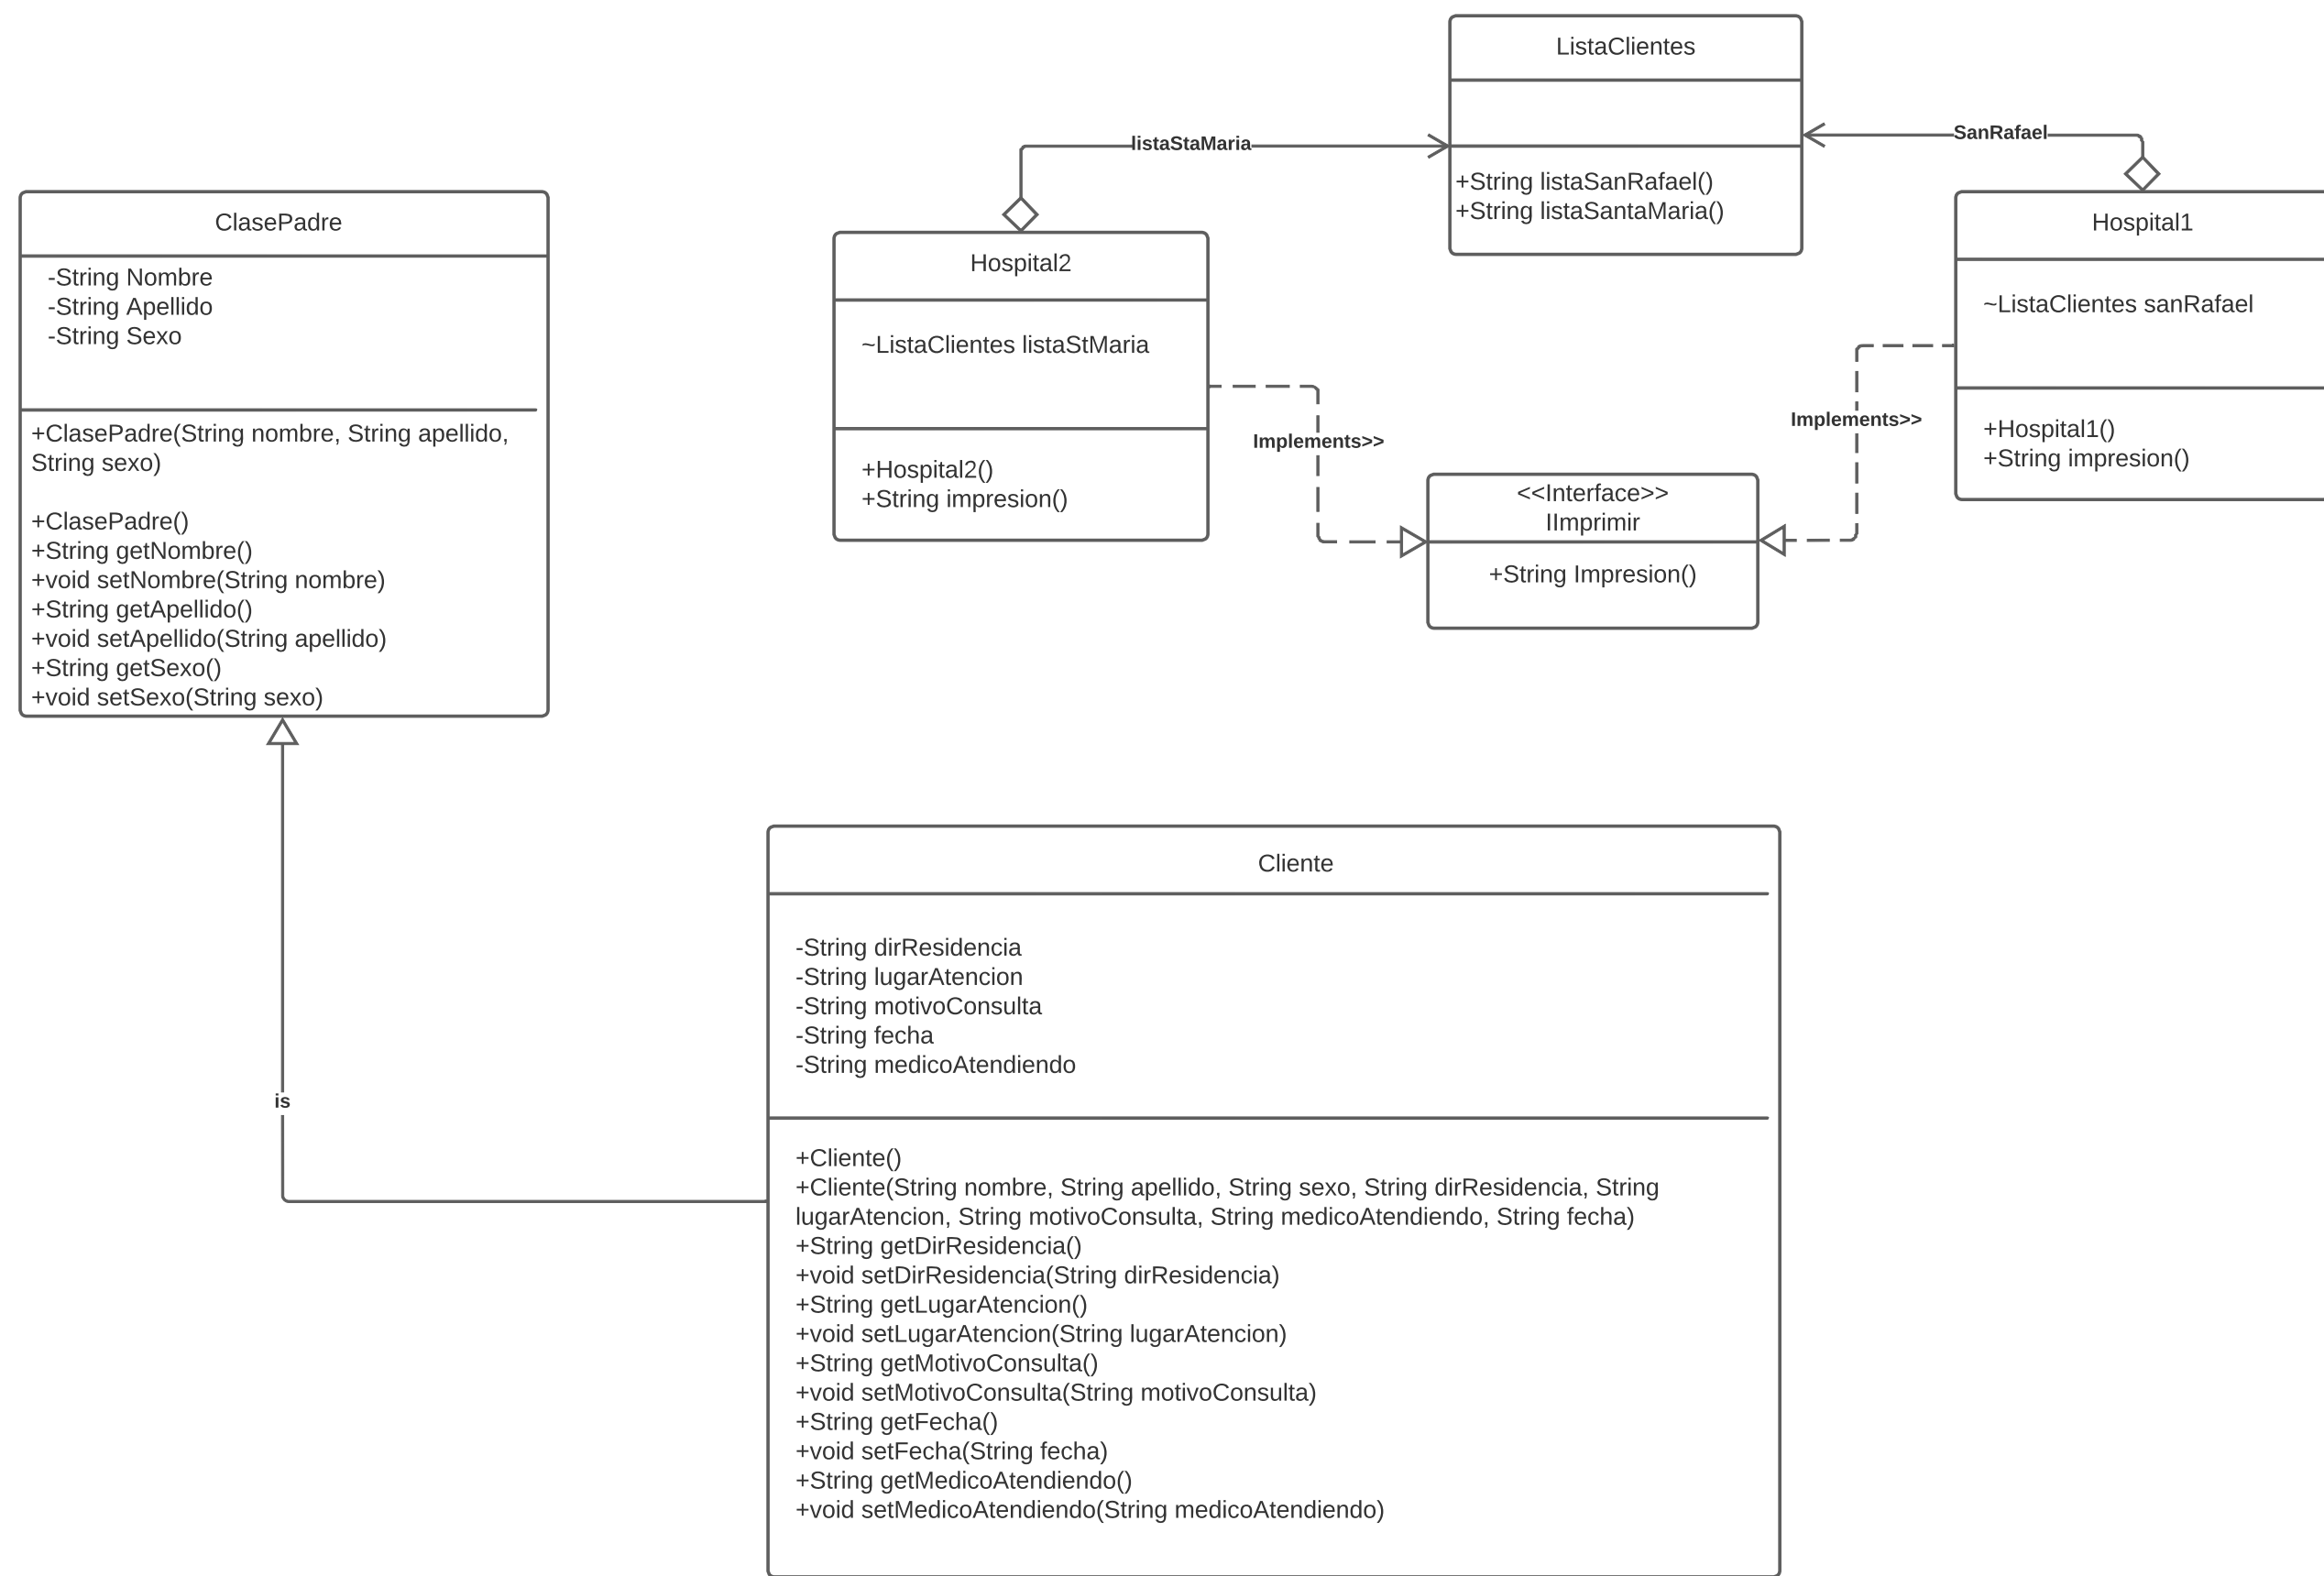 ListaClientes
+String listaSanRafael()
+String listaSantaMaria()
listaStaMaria
SanRafael
ClasePadre
-String Nombre
-String Apellido
-String Sexo
+ClasePadre(String nombre, String apellido,
String sexo)
+ClasePadre()
+String getNombre()
+void setNombre(String nombre)
+String getApellido()
+void setApellido(String apellido)
+String getSexo()
+void setSexo(String sexo)
Hospital2
~ListaClientes listaStMaria
+Hospital2()
+String impresion()
Implements>>
<<Interface>>
IImprimir
+String Impresion()
Implements>>
Hospital1
~ListaClientes sanRafael
+Hospital1()
+String impresion()
is
Cliente
-String dirResidencia
-String lugarAtencion
-String motivoConsulta
-String fecha
-String medicoAtendiendo
+Cliente()
+Cliente(String nombre, String apellido, String sexo, String dirResidencia, String
lugarAtencion, String motivoConsulta, String medicoAtendiendo, String fecha)
+String getDirResidencia()
+void setDirResidencia(String dirResidencia)
+String getLugarAtencion()
+void setLugarAtencion(String lugarAtencion)
+String getMotivoConsulta()
+void setMotivoConsulta(String motivoConsulta)
+String getFecha()
+void setFecha(String fecha)
+String getMedicoAtendiendo()
+void setMedicoAtendiendo(String medicoAtendiendo)